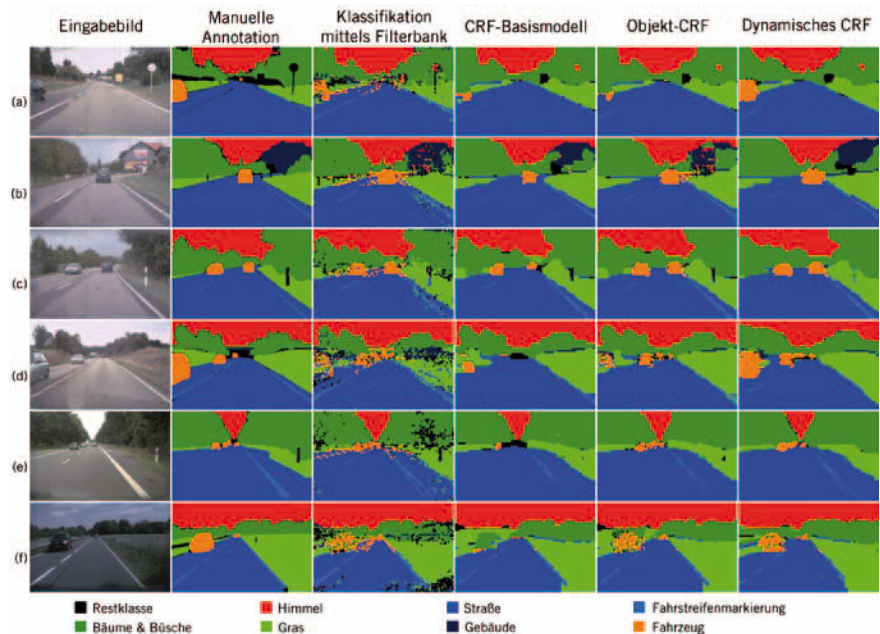 Eingabebild
Manuelle
Annotation
Klassifikation
mittels Filterbank
CRF-Basismodell
Objekt-CRF
Dynamisches CRF
(a)
(b)
(c)
(d)
(e)
(f)
Restklasse
Himmel
Straße
Fahrstreifenmarkierung
Bäume & Büsche
Gras
Gebäude
Fahrzeug